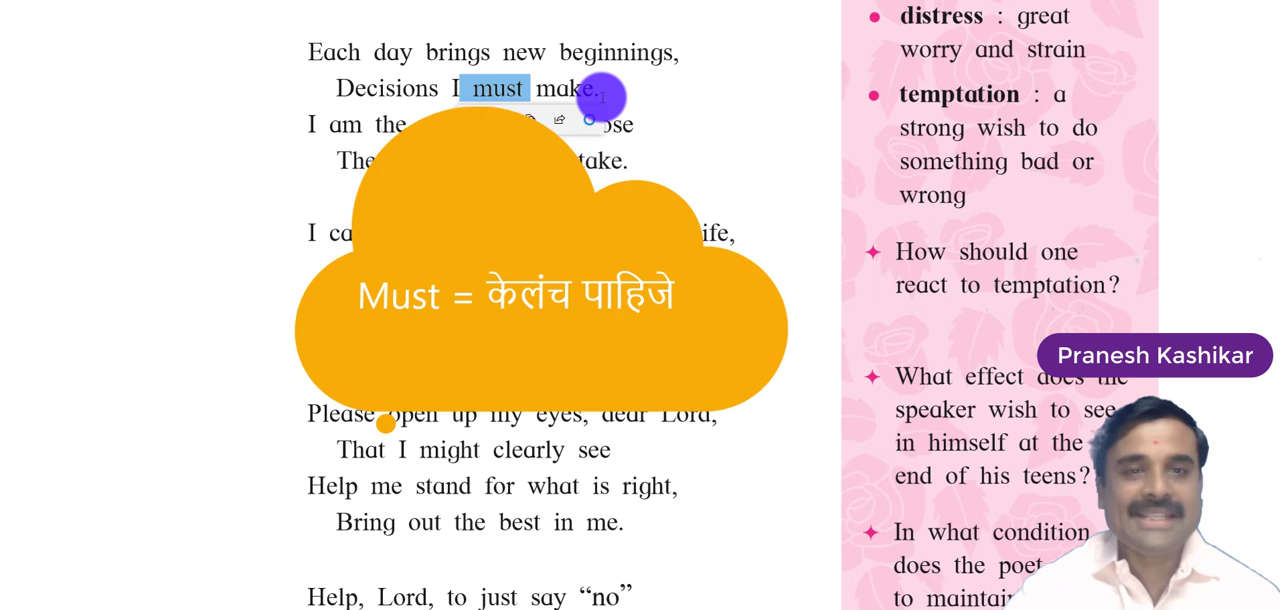 Each day brings new beginnings,
Decisions I must make.
I am the ose
The take.
I ca ife,
Must = केलंच पाहिजे
Please open up my eyes, dear Lord,
That I might clearly see
Help me stand for what is right,
Bring out the best in me.
Help, Lord, to just say “no”
distress : great
worry and strain
temptation : a
strong wish to do
something bad or
wrong
How should one
react to temptation?
Pranesh Kashikar
What effect does the
speaker wish to see
in himself at the
end of his teens?
In what condition
does the poet
to maintain